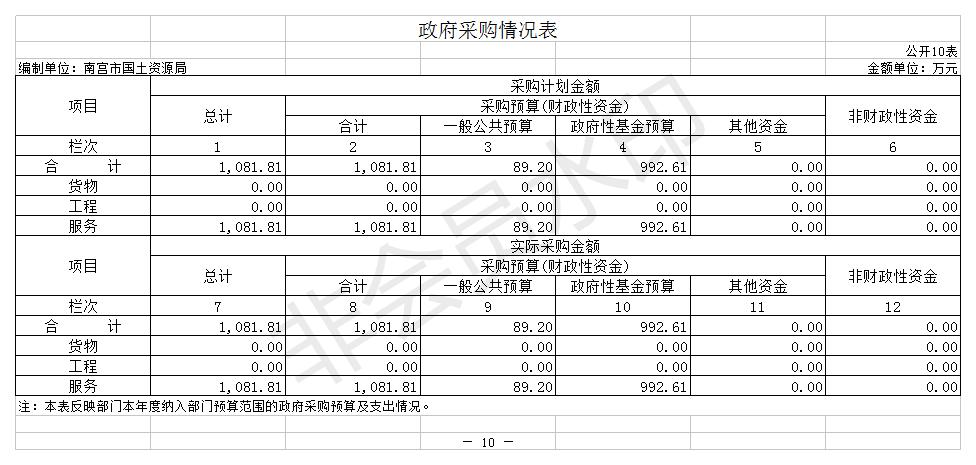 政府采购情况表
公开10表
编制单位：南宫市国土资源局 金额单位：万元
项目 采购计划金额
总计 采购预算(财政性资金) 非财政性资金
合计 一般公共预算 政府性基金预算 其他资金
栏次 1 2 3 4 5 6
合 计 1,081.81 1,081.81 89.20 992.61 0.00 0.00
货物 0.00 0.00 0.00 0.00 0.00 0.00
工程 0.00 0.00 0.00 0.00 0.00 0.00
服务 1,081.81 1,081.81 89.20 992.61 0.00 0.00
项目 实际采购金额
总计 采购预算(财政性资金) 非财政性资金
合计 一般公共预算 政府性基金预算 其他资金
栏次 7 8 9 10 11 12
合 计 1,081.81 1,081.81 89.20 992.61 0.00 0.00
货物 0.00 0.00 0.00 0.00 0.00 0.00
工程 0.00 0.00 0.00 0.00 0.00 0.00
服务 1,081.81 1,081.81 89.20 992.61 0.00 0.00
注：本表反映部门本年度纳入部门预算范围的政府采购预算及支出情况。
— 10 —
非会员水印